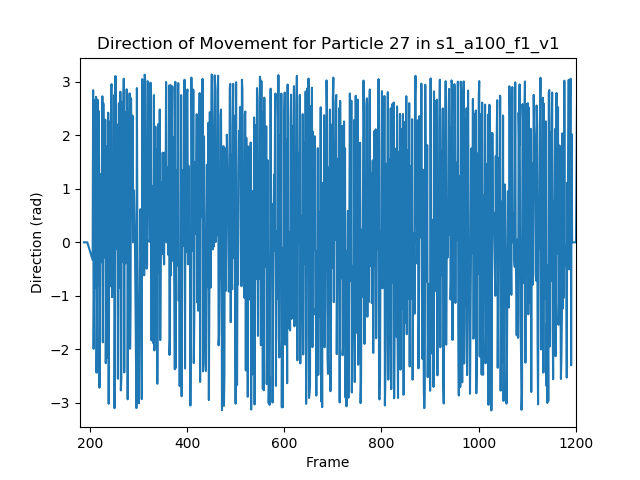 Direction of Movement for Particle 27 in s1_a100_f1_v1
3
2
1
0
−1
−2
−3
Direction (rad)
200 400 600 800 1000 1200
Frame